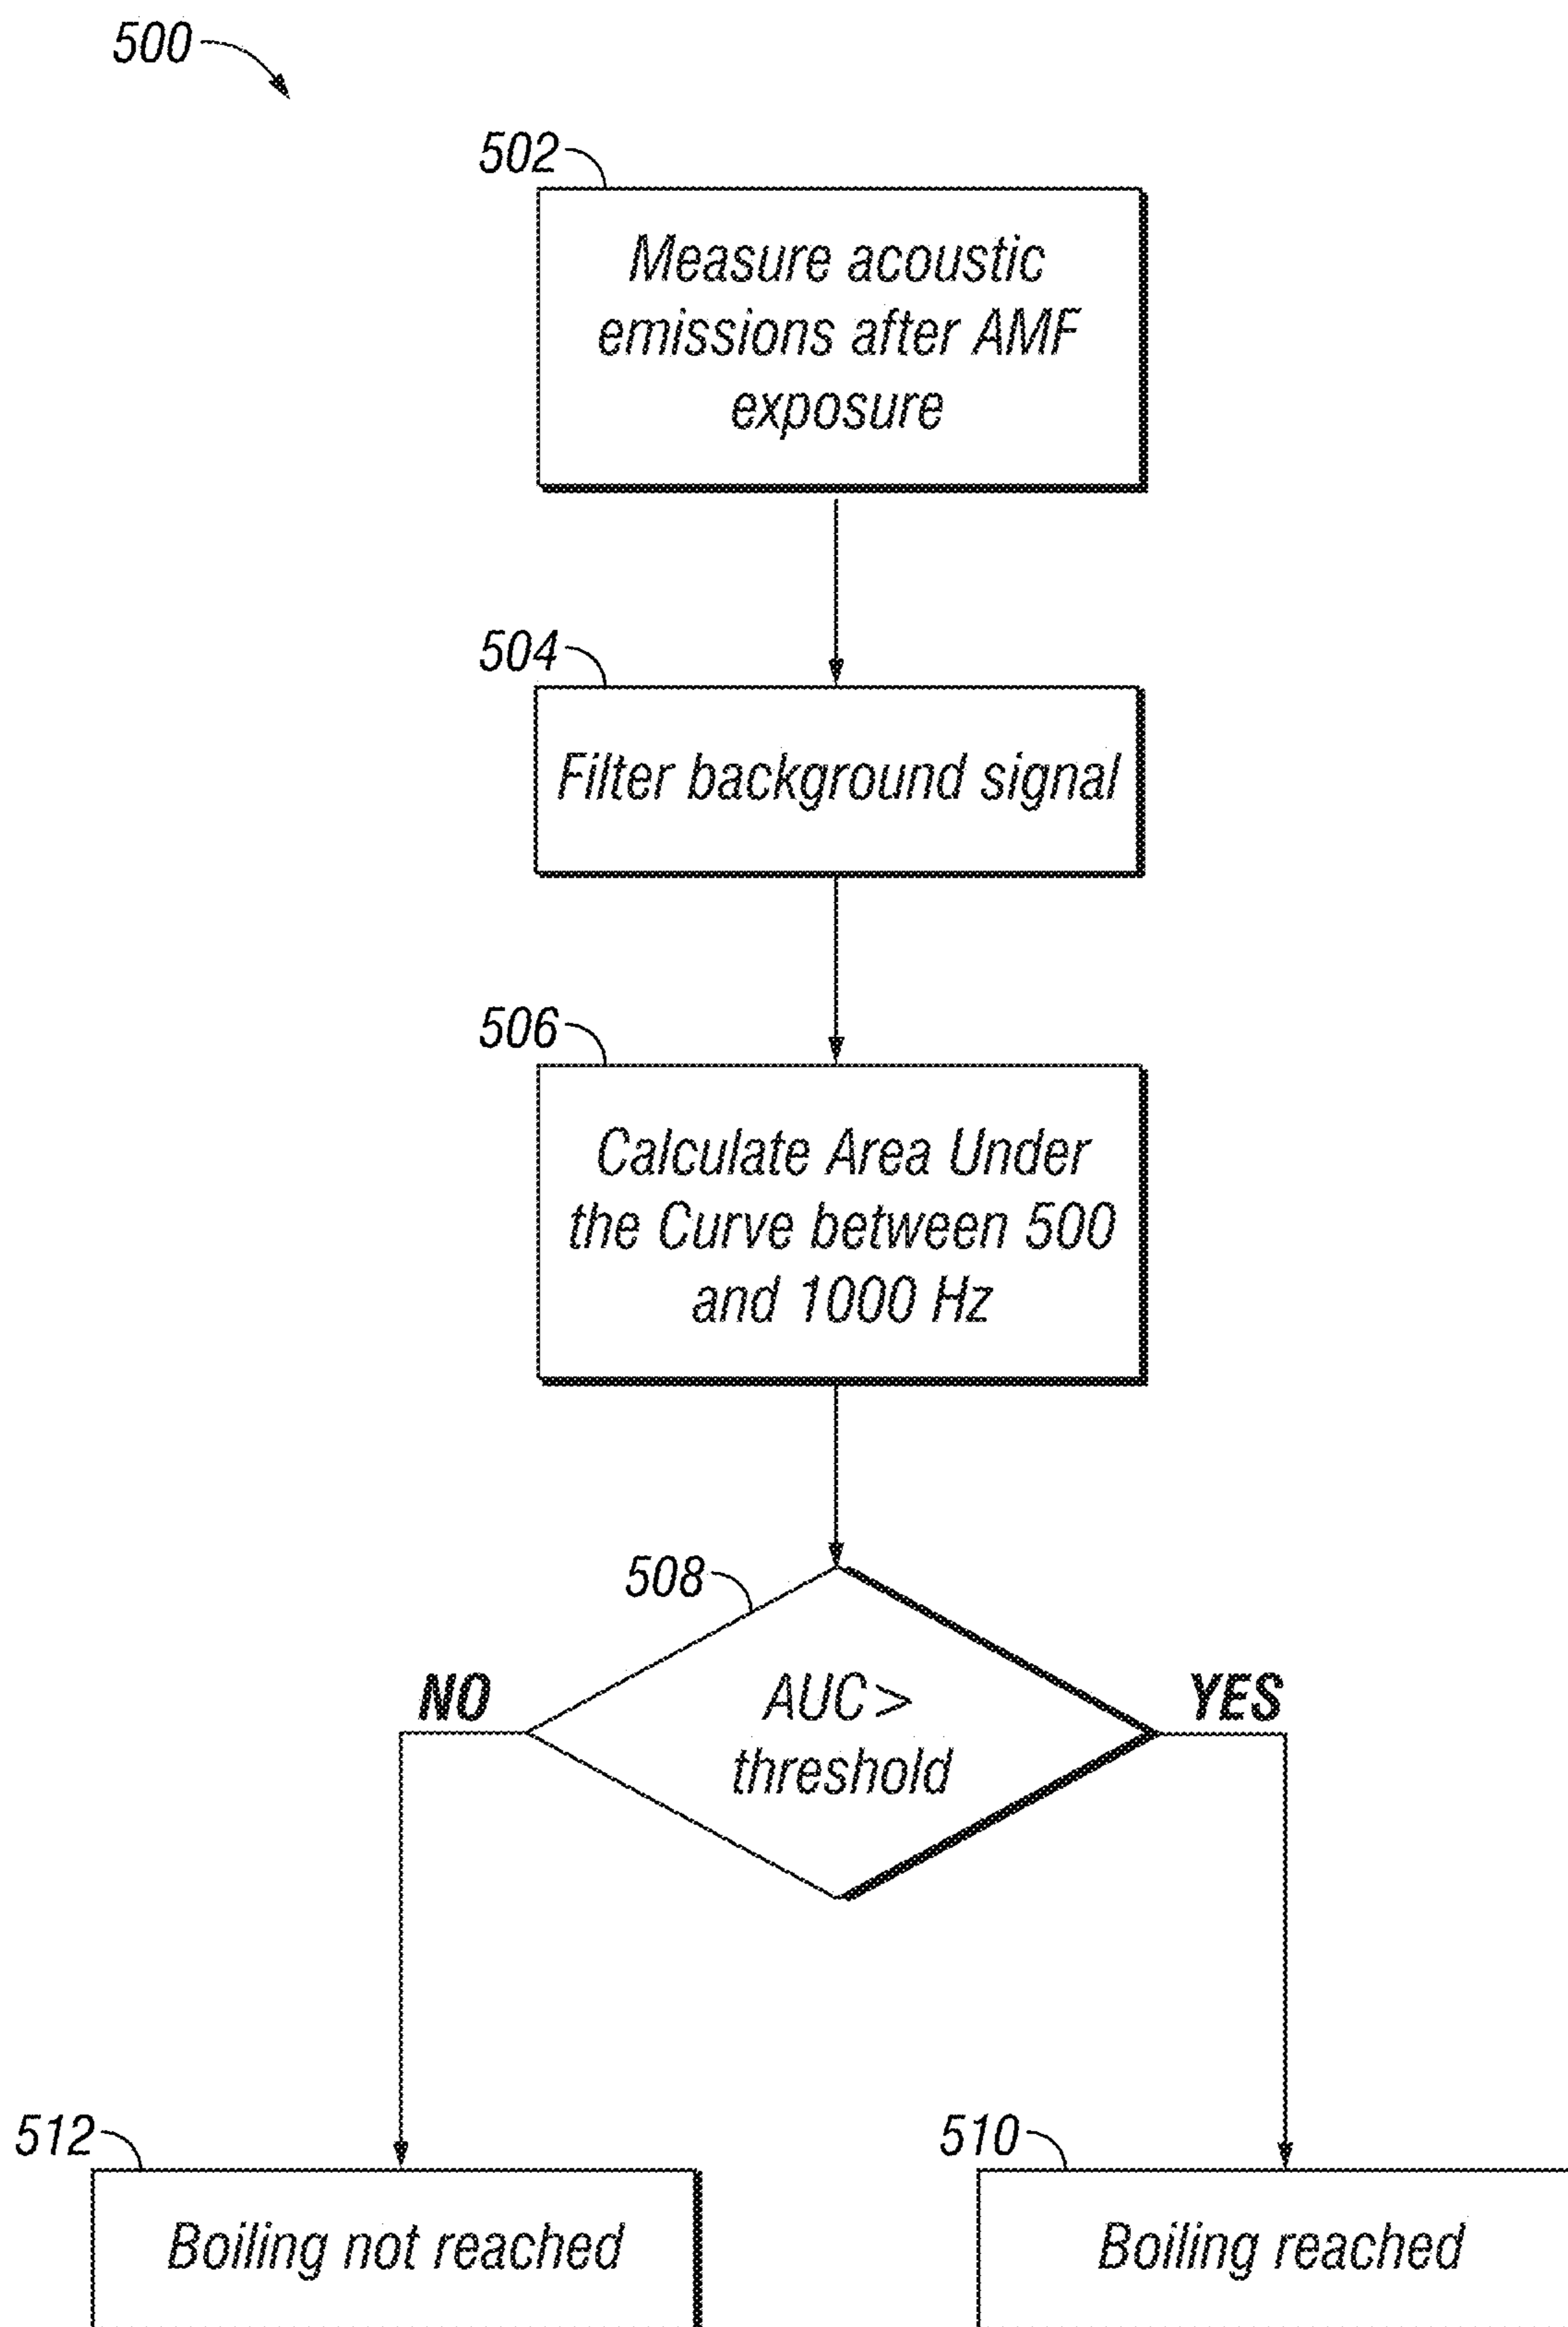 500
502
Measure acoustic
emissions after AMF
exposure
504
Filter background signal
506
Calculate Area Under
the Curve between 500
and 1000 Hz
508
NO
AUC >
threshold
YES
512
Boiling not reached
510
Boiling reached